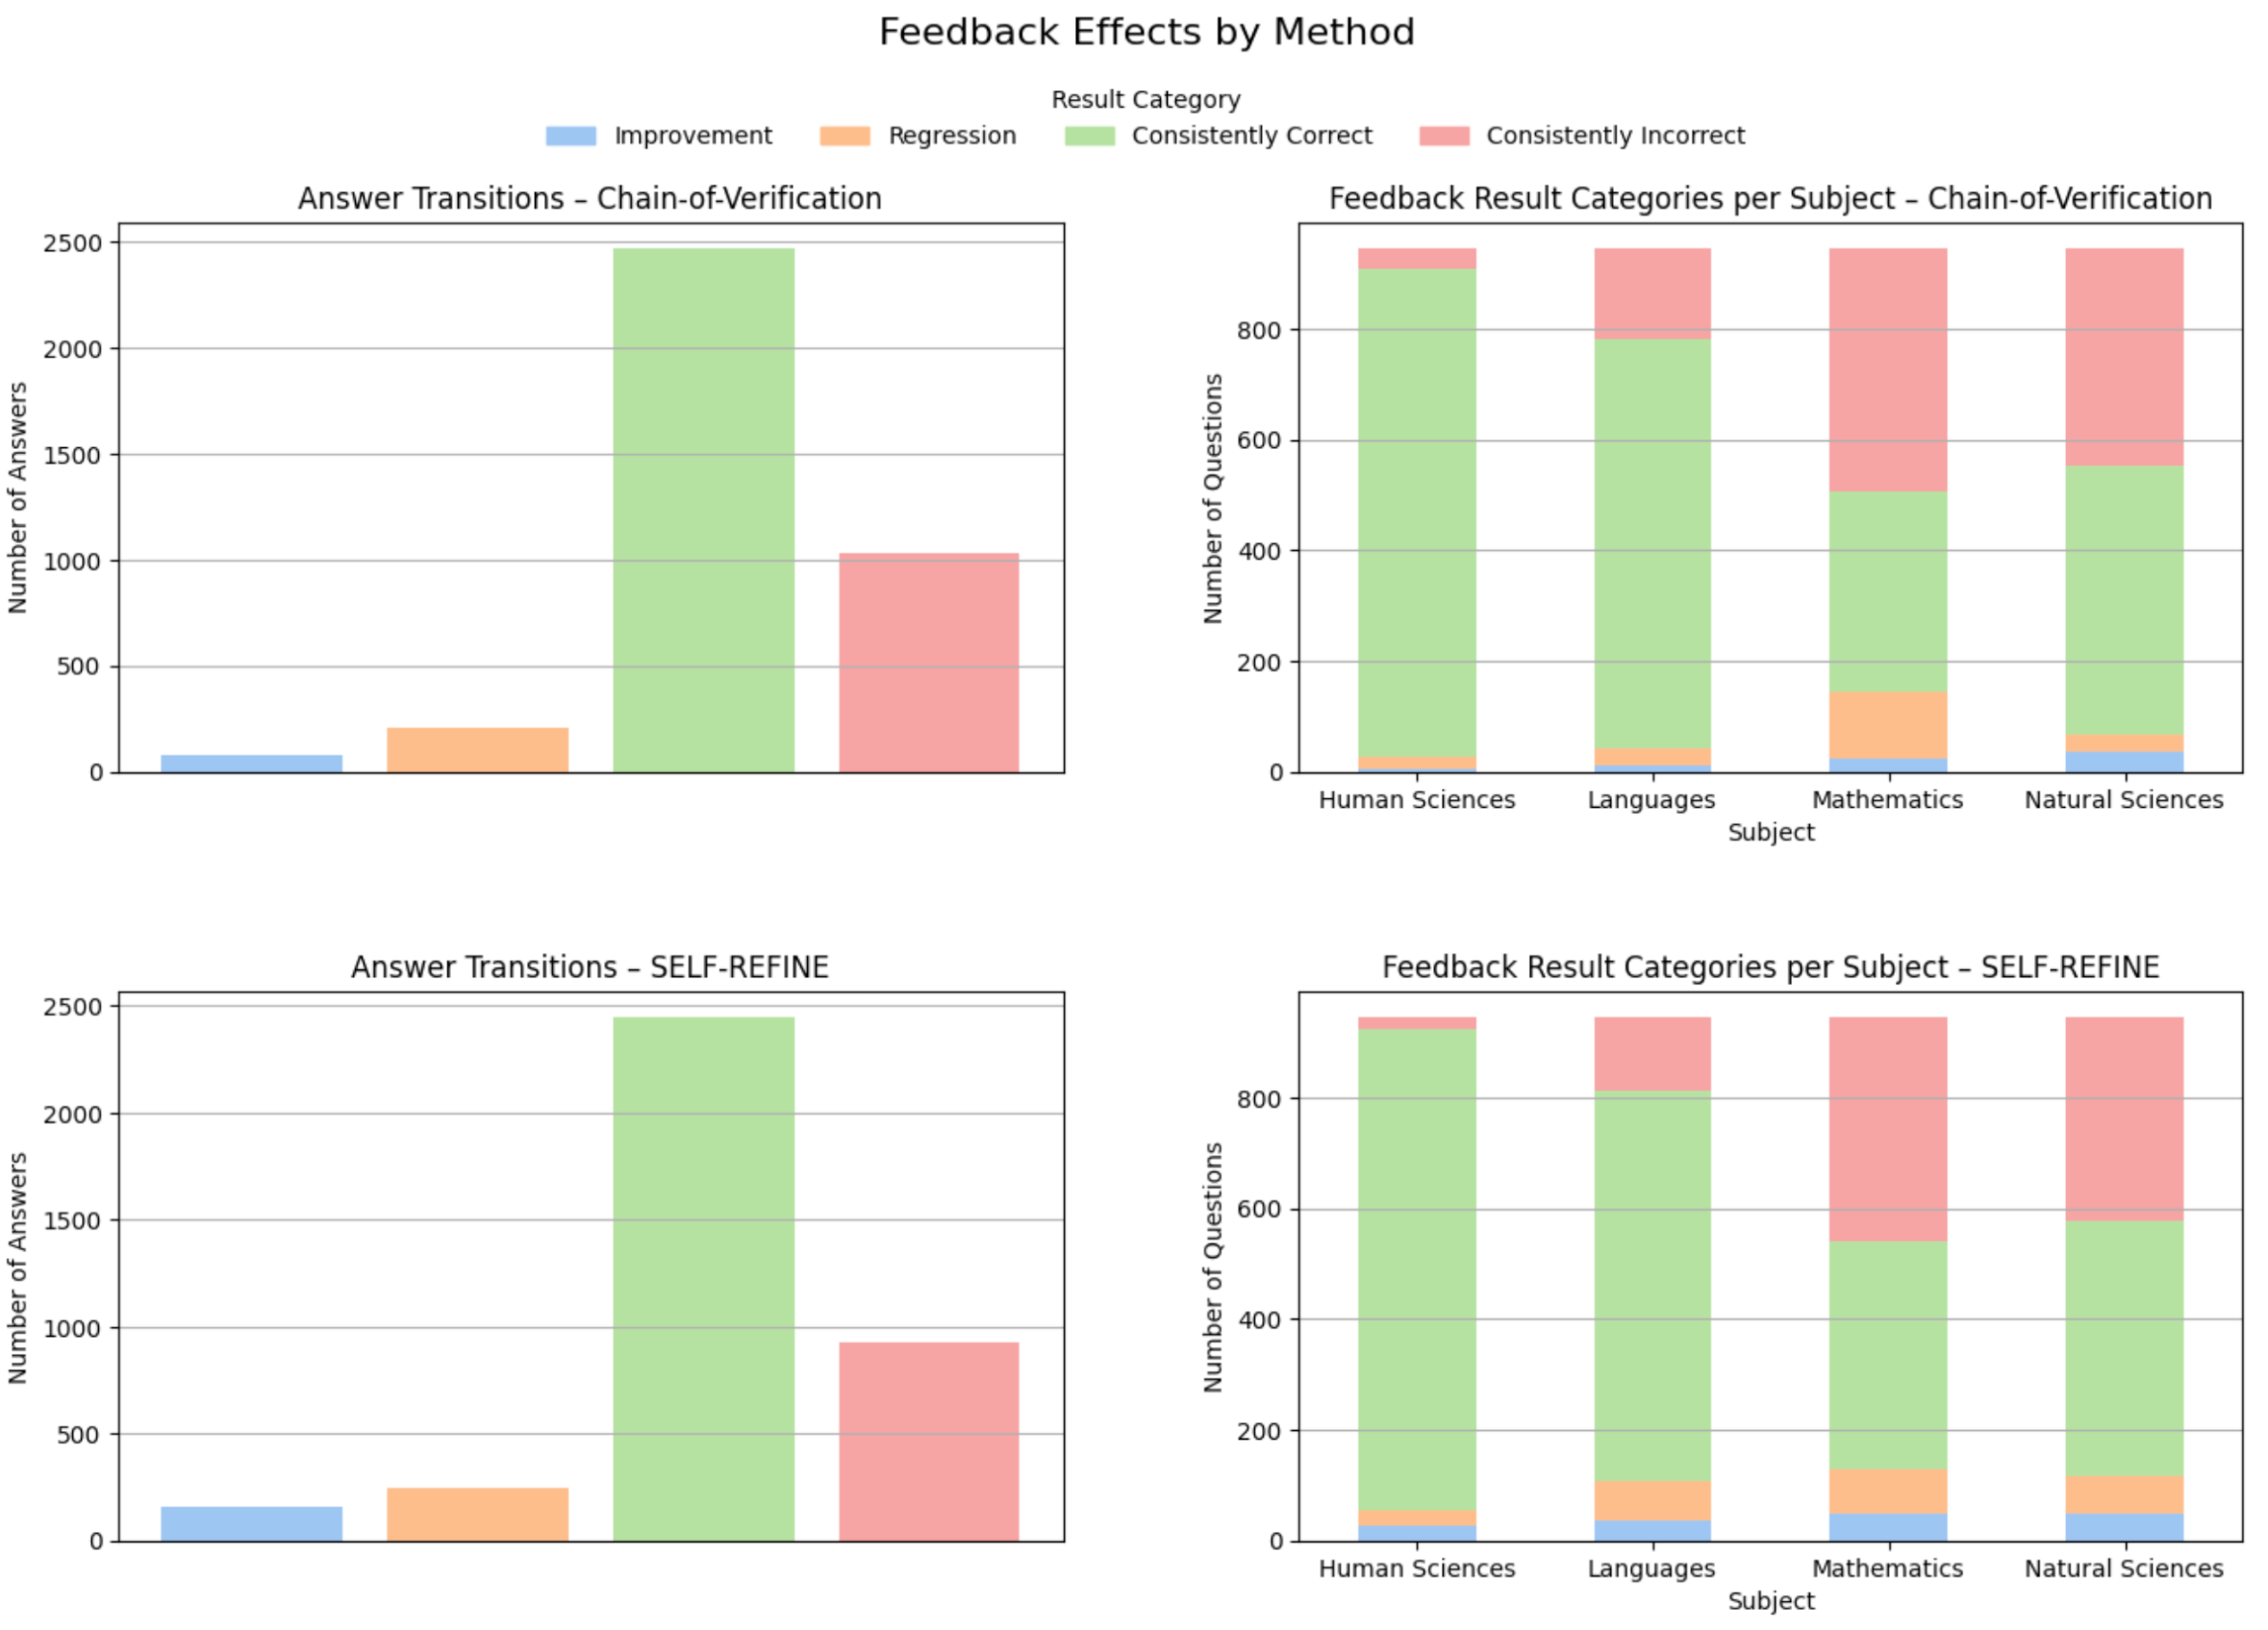 Feedback Effects by Method
Result Category
Improvement Regression Consistently Correct Consistently Incorrect
Answer Transitions – Chain-of-Verification
Number of Answers
2500
2000
1500
1000
500
0
Feedback Result Categories per Subject – Chain-of-Verification
Number of Questions
800
600
400
200
0
Human Sciences Languages Mathematics Natural Sciences
Subject
Answer Transitions – SELF-REFINE
Number of Answers
2500
2000
1500
1000
500
0
Feedback Result Categories per Subject – SELF-REFINE
Number of Questions
800
600
400
200
0
Human Sciences Languages Mathematics Natural Sciences
Subject